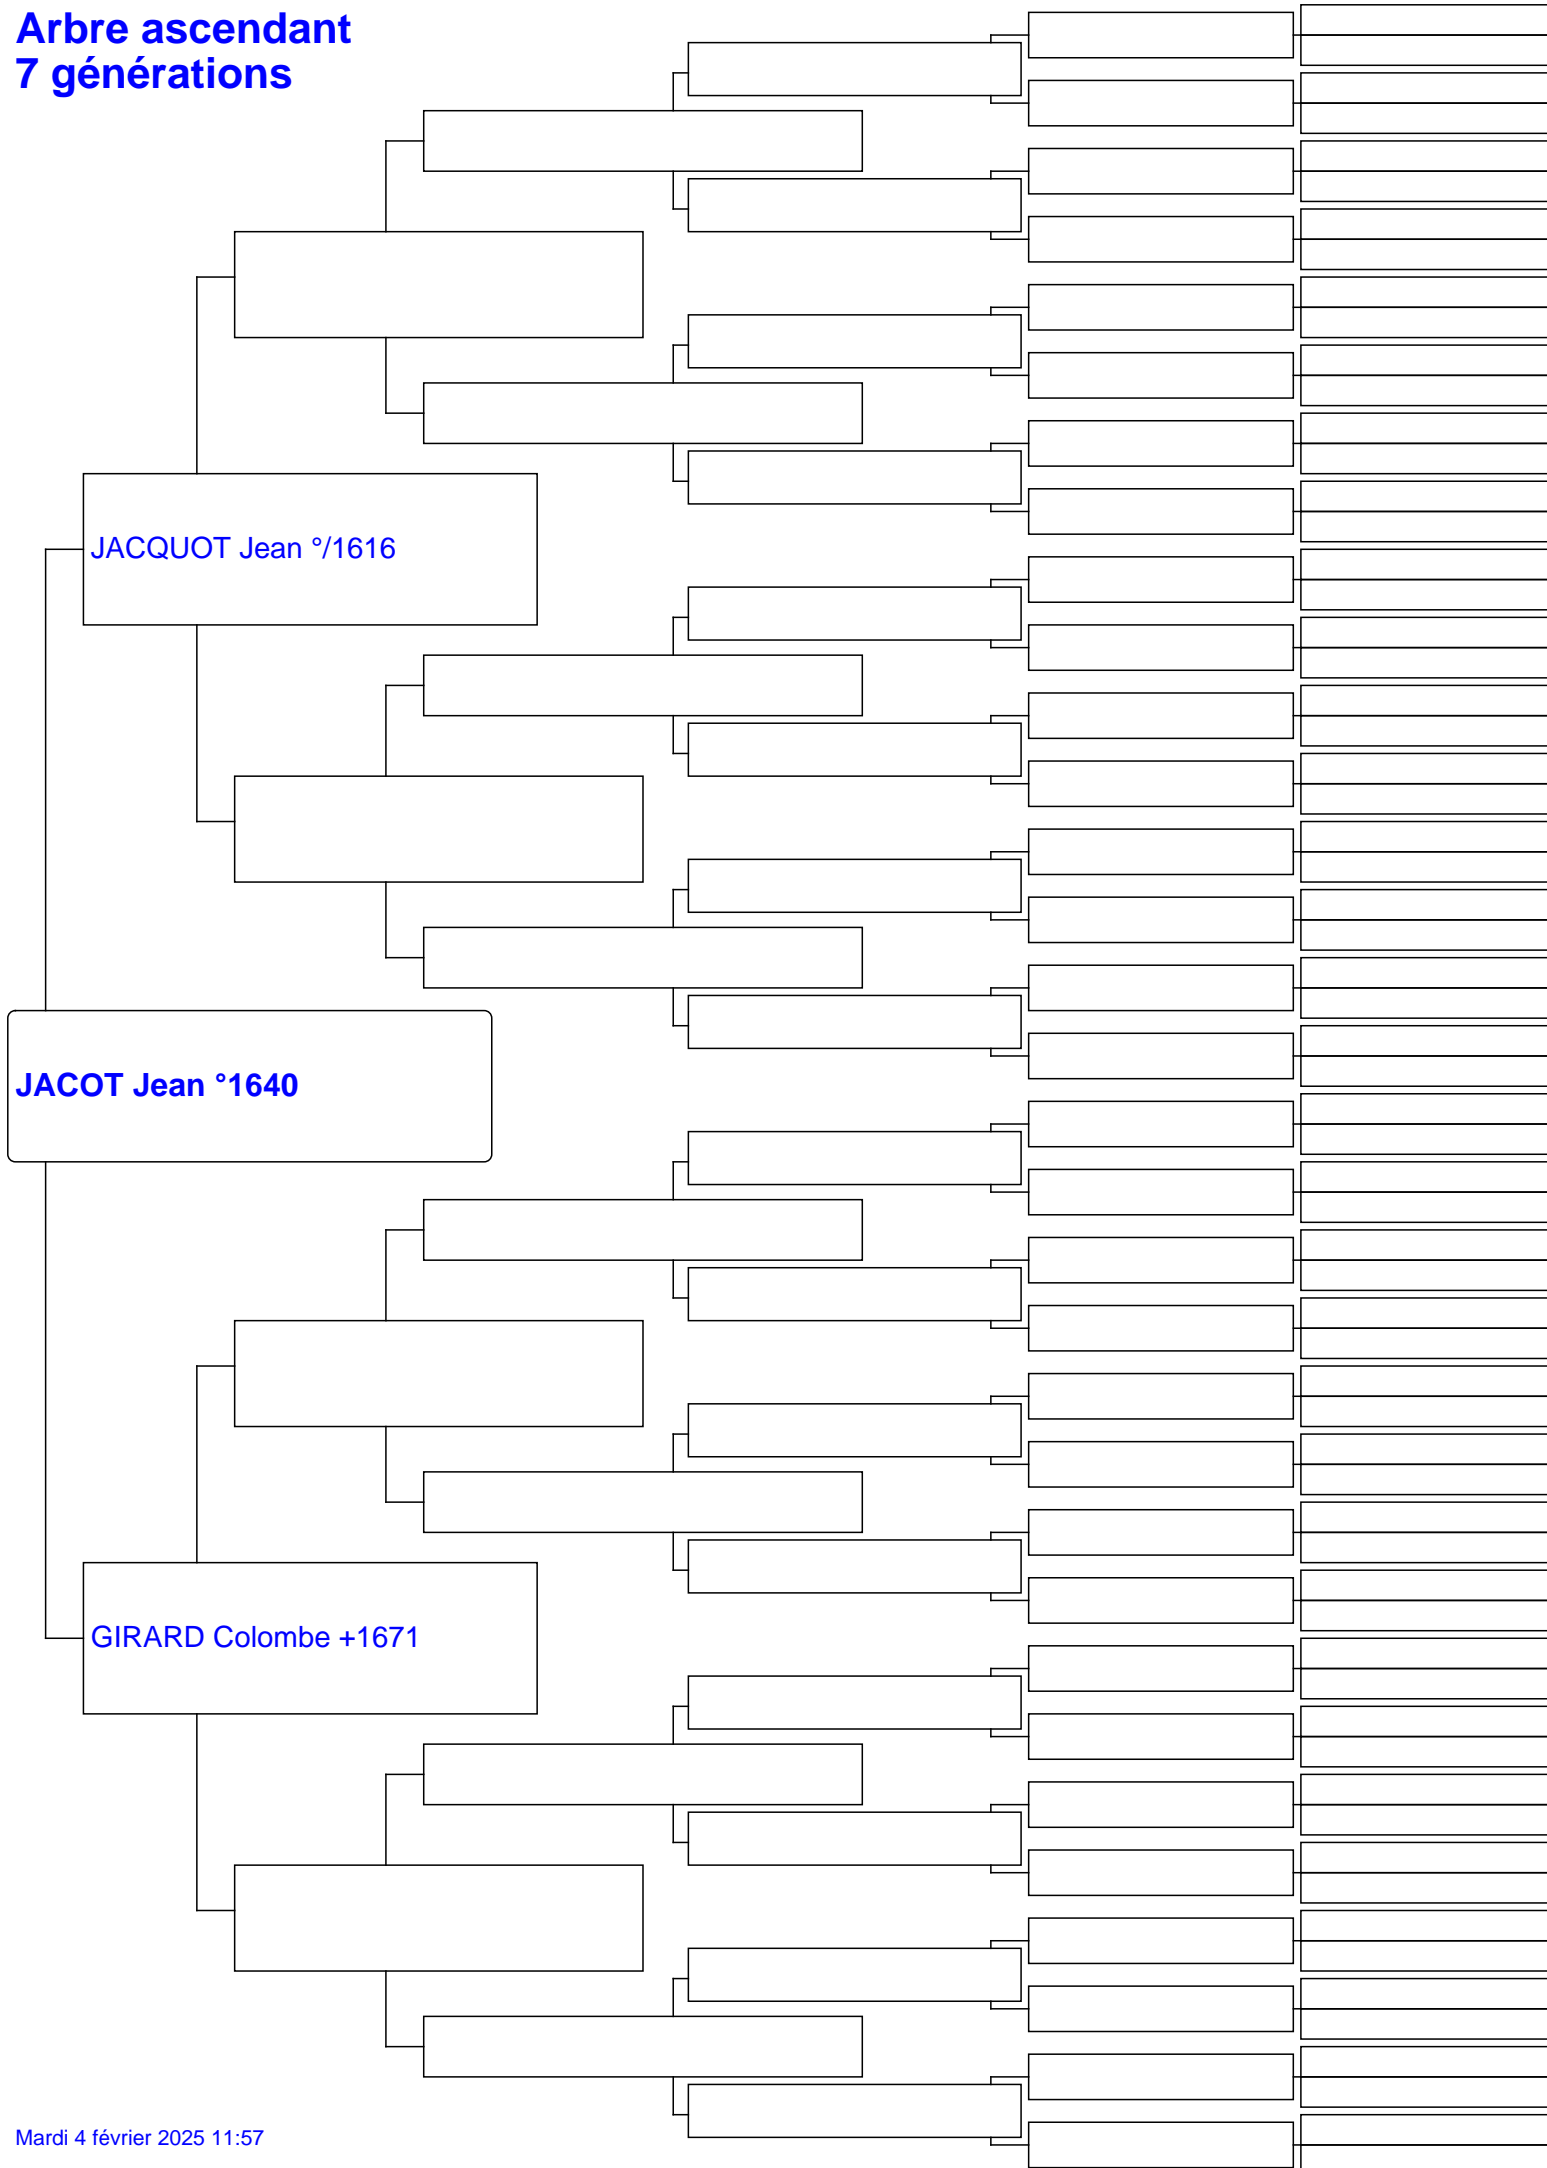 Arbre ascendant
7 générations
JACQUOT Jean °/1616
JACOT Jean °1640
GIRARD Colombe +1671
Mardi 4 février 2025 11:57